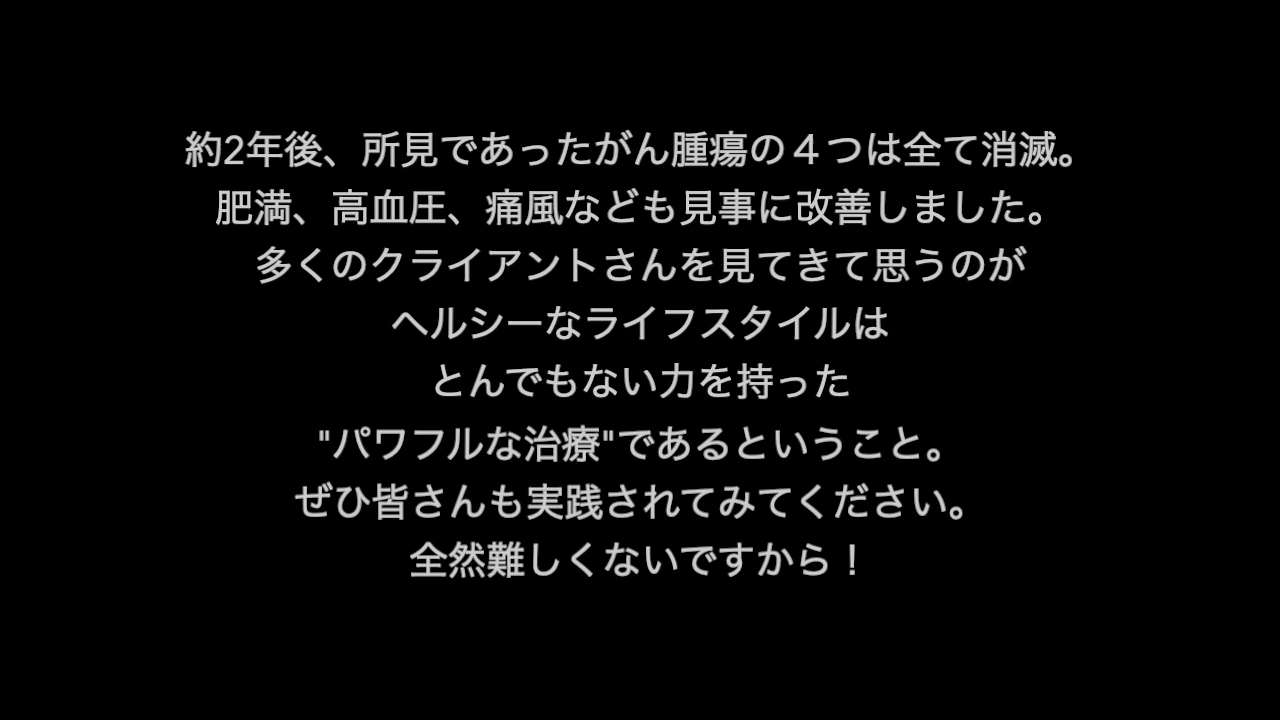 約2年後、所見であったがん腫瘍の４つは全て消滅。
肥満、高血圧、痛風なども見事に改善しました。
多くのクライアントさんを見てきて思うのが
ヘルシーなライフスタイルは
とんでもない力を持った
"パワフルな治療"であるということ。
ぜひ皆さんも実践されてみてください。
全然難しくないですから！